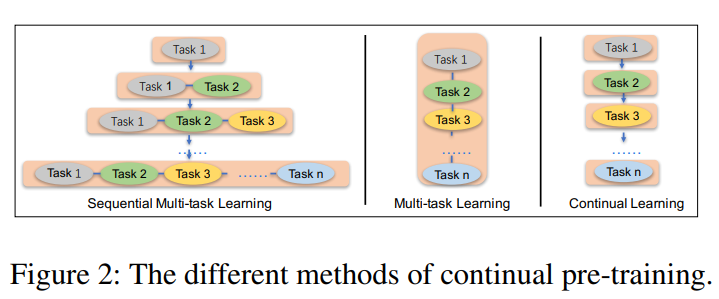 Task 1
Task 1 Task 2
Task 1 Task 2 Task 3
......
Task 1 Task 2 Task 3 ...... Task n
Sequential Multi-task Learning
Task 1
Task 2
Task 3
......
Task n
Multi-task Learning
Task 1
Task 2
Task 3
......
Task n
Continual Learning
Figure 2: The different methods of continual pre-training.